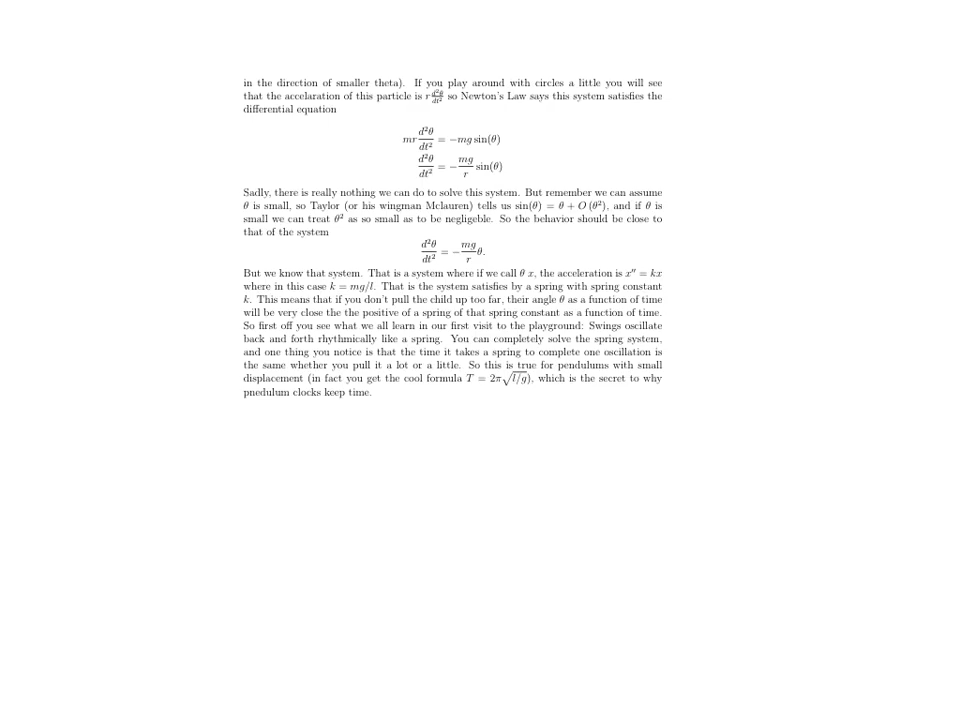 in the direction of smaller theta). If you play around with circles a little you will see
that the accelaration of this particle is r d²θ/dt² so Newton's Law says this system satisfies the
differential equation
mr d²θ/dt² = −mg sin(θ)
d²θ/dt² = −mg/r sin(θ)
Sadly, there is really nothing we can do to solve this system. But remember we can assume
θ is small, so Taylor (or his wingman Mclauren) tells us sin(θ) = θ + O (θ²), and if θ is
small we can treat θ² as so small as to be negligeble. So the behavior should be close to
that of the system
d²θ/dt² = −mg/r θ.
But we know that system. That is a system where if we call θ x, the acceleration is x′′ = kx
where in this case k = mg/l. That is the system satisfies by a spring with spring constant
k. This means that if you don't pull the child up too far, their angle θ as a function of time
will be very close the the positive of a spring of that spring constant as a function of time.
So first off you see what we all learn in our first visit to the playground: Swings oscillate
back and forth rhythmically like a spring. You can completely solve the spring system,
and one thing you notice is that the time it takes a spring to complete one oscillation is
the same whether you pull it a lot or a little. So this is true for pendulums with small
displacement (in fact you get the cool formula T = 2π√(l/g)), which is the secret to why
pnedulum clocks keep time.